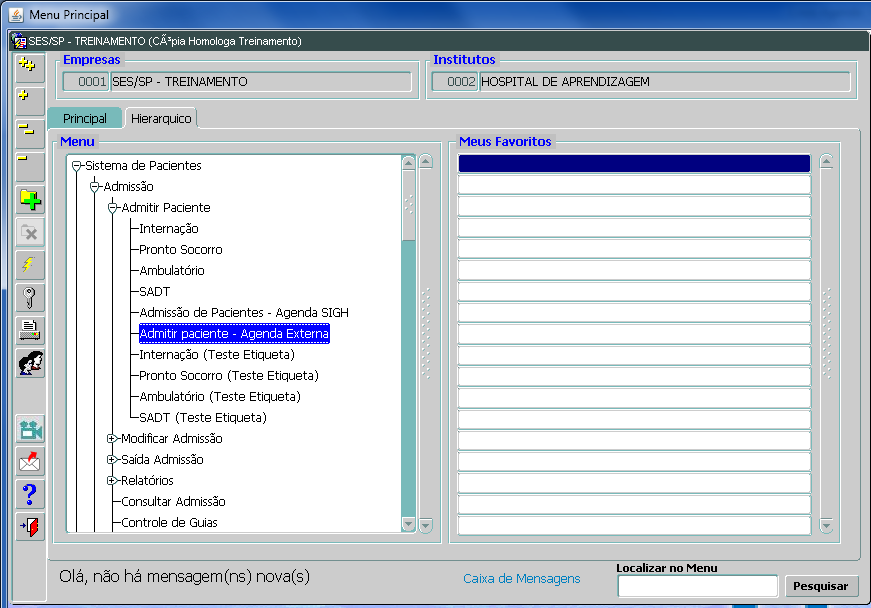 Menu Principal
SES/SP - TREINAMENTO (CÃ³pia Homologa Treinamento)
Empresas
0001 SES/SP - TREINAMENTO
Institutos
0002 HOSPITAL DE APRENDIZAGEM
Principal
Hierarquico
Menu
Sistema de Pacientes
Admissão
Admitir Paciente
Internação
Pronto Socorro
Ambulatório
SADT
Admissão de Pacientes - Agenda SIGH
Admitir paciente - Agenda Externa
Internação (Teste Etiqueta)
Pronto Socorro (Teste Etiqueta)
Ambulatório (Teste Etiqueta)
SADT (Teste Etiqueta)
Modificar Admissão
Saída Admissão
Relatórios
Consultar Admissão
Controle de Guias
Meus Favoritos
Olá, não há mensagem(ns) nova(s)
Caixa de Mensagens
Localizar no Menu
Pesquisar